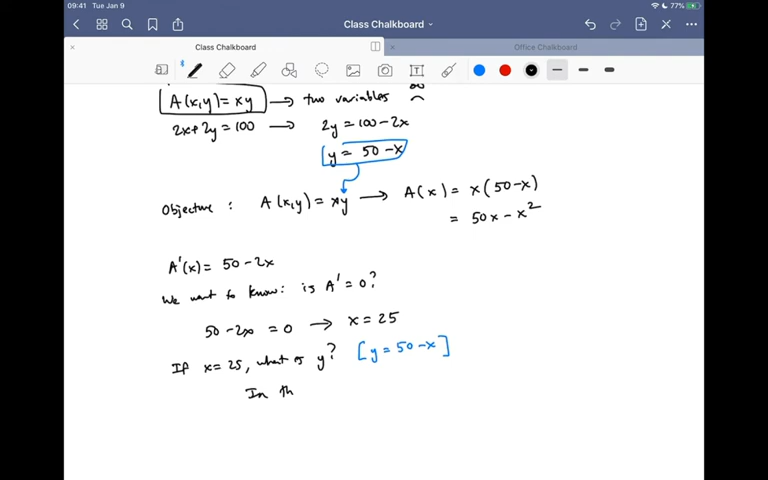 09:41 Tue Jan 9
77%
Class Chalkboard
Class Chalkboard
Office Chalkboard
A(x,y) = xy → two variables
2x+2y = 100 → 2y = 100 - 2x
y = 50 - x
Objective : A(x,y) = xy → A(x) = x(50-x)
= 50x - x²
A'(x) = 50 - 2x
We want to know: is A' = 0?
50 - 2x = 0 → x = 25
If x = 25, what is y? [y = 50 - x]
In th